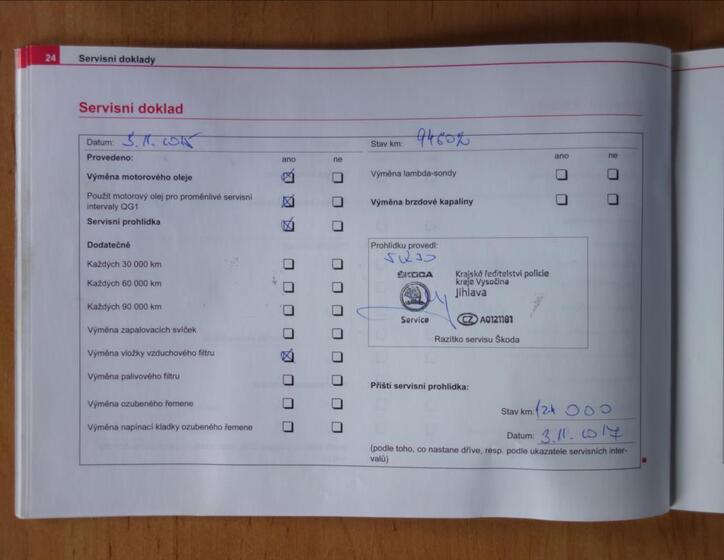 24 Servisní doklady
Servisní doklad
Datum: 3.11.2015
Stav km: 94602
Provedeno: ano ne
ano ne
Výměna motorového oleje
Výměna lambda-sondy
Použit motorový olej pro proměnlivé servisní
intervaly QG1
Výměna brzdové kapaliny
Servisní prohlídka
Dodatečně
Každých 30 000 km
Každých 60 000 km
Každých 90 000 km
Výměna zapalovacích svíček
Výměna vložky vzduchového filtru
Výměna palivového filtru
Výměna ozubeného řemene
Výměna napínací kladky ozubeného řemene
Prohlídku provedl:
ŠKODA
Service
Krajské ředitelství policie
kraje Vysočina
Jihlava
CZ A0121181
Razítko servisu Škoda
Příští servisní prohlídka:
Stav km: 124 000
Datum: 3.11.2017
(podle toho, co nastane dříve, resp. podle ukazatele servisních inter-
valů)